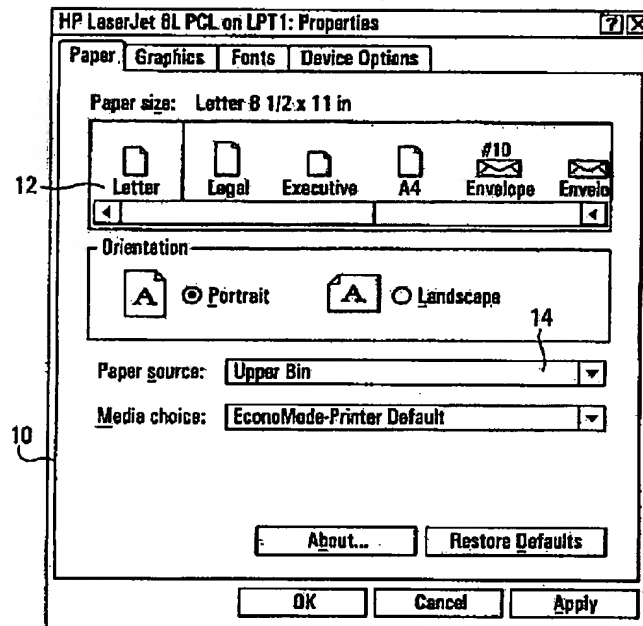 HP LaserJet 6L PCL on LPT1: Properties ? X
Paper Graphics Fonts Device Options
Paper size: Letter 8 1/2 x 11 in
#10
Letter Legal Executive A4 Envelope Envelo
12
Orientation
A Portrait A Landscape
14
Paper source: Upper Bin
Media choice: EconoMode-Printer Default
10
About... Restore Defaults
OK Cancel Apply